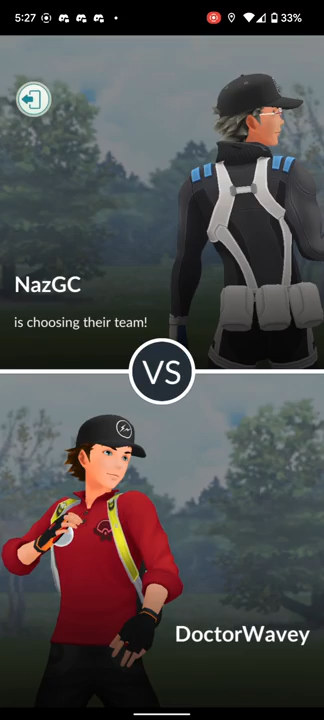 5:27
33%
NazGC
is choosing their team!
VS
DoctorWavey